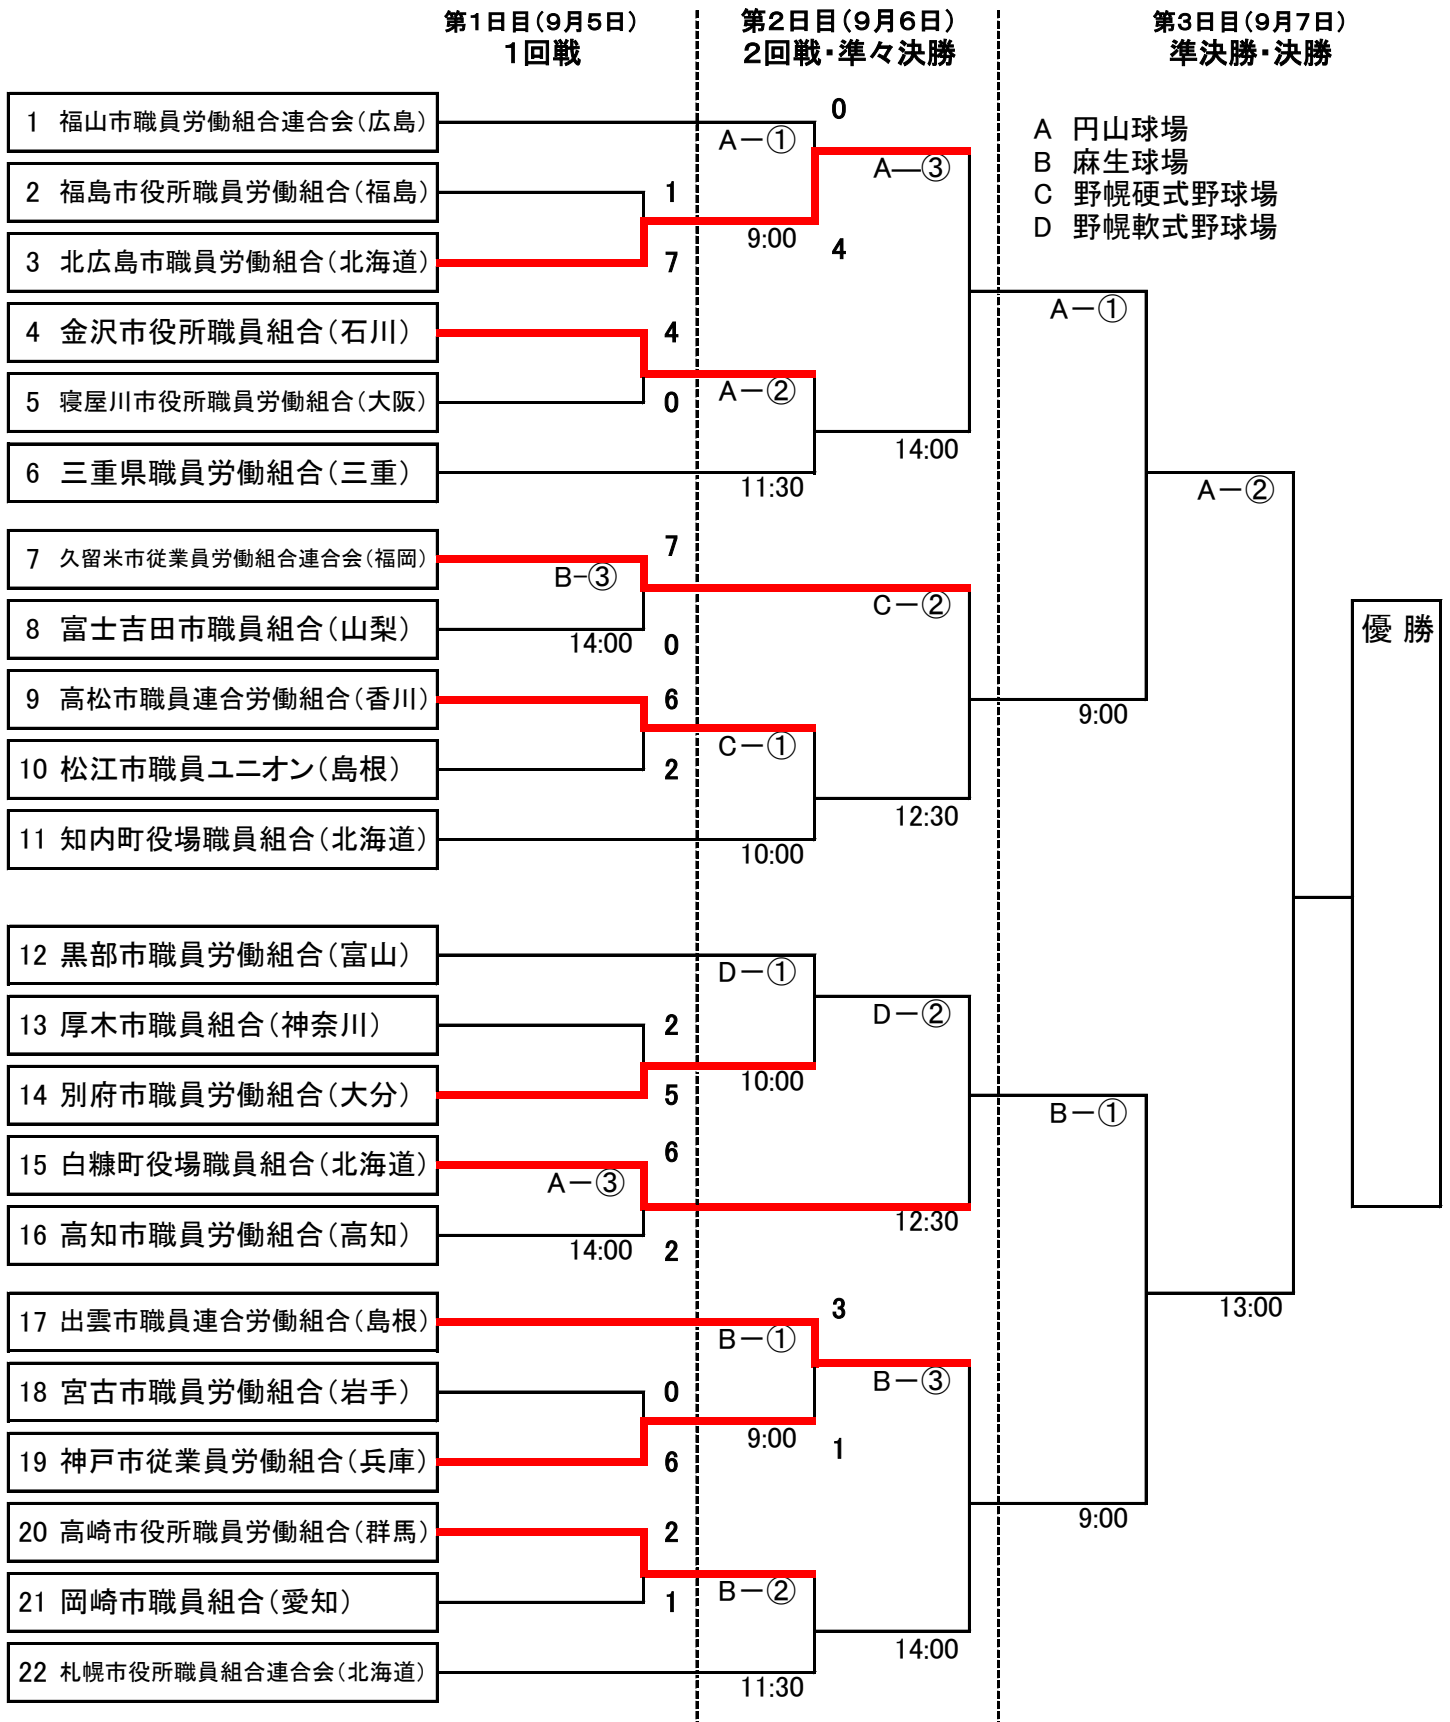 第1日目(9月5日)
1回戦
第2日目(9月6日)
2回戦・準々決勝
第3日目(9月7日)
準決勝・決勝
A 円山球場
B 麻生球場
C 野幌硬式野球場
D 野幌軟式野球場
1 福山市職員労働組合連合会(広島)
0
A－①
A―③
2 福島市役所職員労働組合(福島)
1
9:00
3 北広島市職員労働組合(北海道)
7
4
A－①
4 金沢市役所職員組合(石川)
4
5 寝屋川市役所職員労働組合(大阪)
0
A－②
14:00
6 三重県職員労働組合(三重)
11:30
A－②
7 久留米市従業員労働組合連合会(福岡)
7
B-③
C－②
8 富士吉田市職員組合(山梨)
14:00
0
優 勝
9 高松市職員連合労働組合(香川)
6
9:00
C－①
10 松江市職員ユニオン(島根)
2
12:30
11 知内町役場職員組合(北海道)
10:00
12 黒部市職員労働組合(富山)
D－①
D－②
13 厚木市職員組合(神奈川)
2
10:00
14 別府市職員労働組合(大分)
5
B－①
15 白糠町役場職員組合(北海道)
6
A－③
12:30
16 高知市職員労働組合(高知)
14:00
2
13:00
17 出雲市職員連合労働組合(島根)
3
B－①
B－③
18 宮古市職員労働組合(岩手)
0
9:00
1
19 神戸市従業員労働組合(兵庫)
6
9:00
20 高崎市役所職員労働組合(群馬)
2
21 岡崎市職員組合(愛知)
1
B－②
14:00
22 札幌市役所職員組合連合会(北海道)
11:30